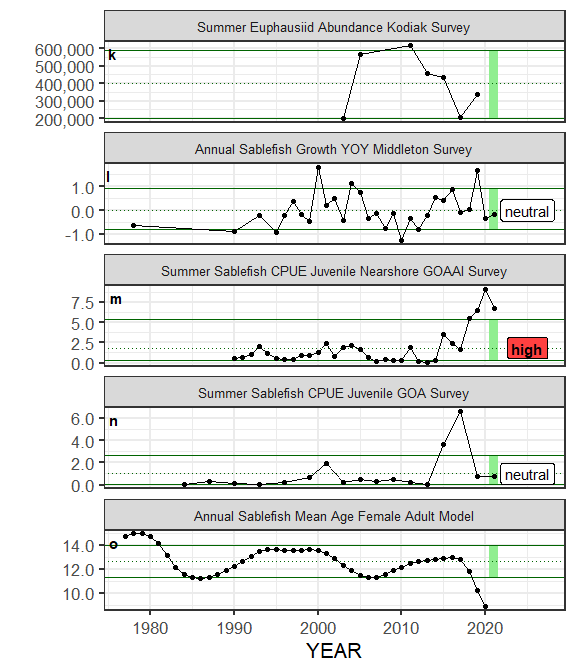 Summer Euphausiid Abundance Kodiak Survey
k
600,000
500,000
400,000
300,000
200,000
Annual Sablefish Growth YOY Middleton Survey
l
1.0
0.0
-1.0
neutral
Summer Sablefish CPUE Juvenile Nearshore GOAAI Survey
m
7.5
5.0
2.5
0.0
high
Summer Sablefish CPUE Juvenile GOA Survey
n
6.0
4.0
2.0
0.0
neutral
Annual Sablefish Mean Age Female Adult Model
o
14.0
12.0
10.0
1980 1990 2000 2010 2020
YEAR